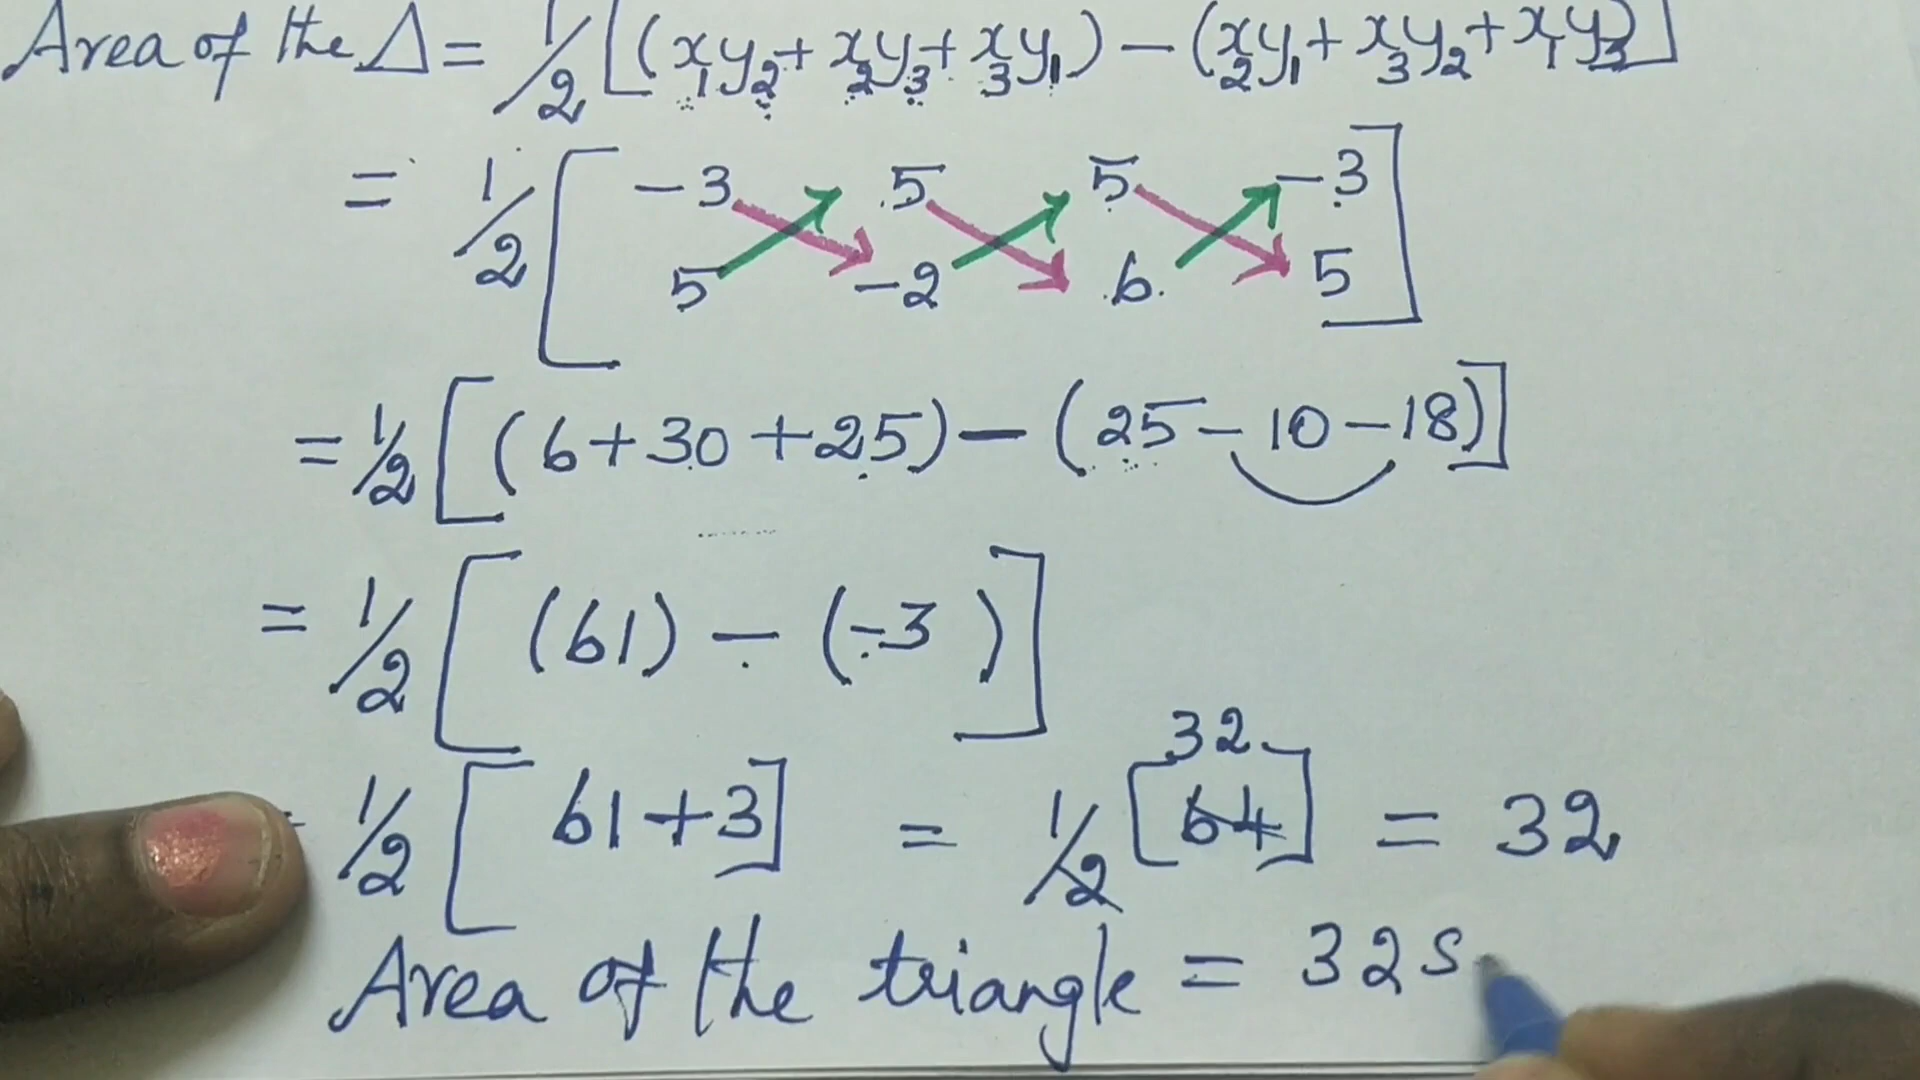 Area of the Δ = 1/2 [(x₁y₂ + x₂y₃ + x₃y₁) − (x₂y₁ + x₃y₂ + x₁y₃)]
= 1/2 [ −3 5 5 −3 ]
5 −2 6 5
= 1/2 [(6 + 30 + 25) − (25 − 10 − 18)]
= 1/2 [(61) − (−3)]
32
= 1/2 [61 + 3] = 1/2 [64] = 32
Area of the triangle = 32 s